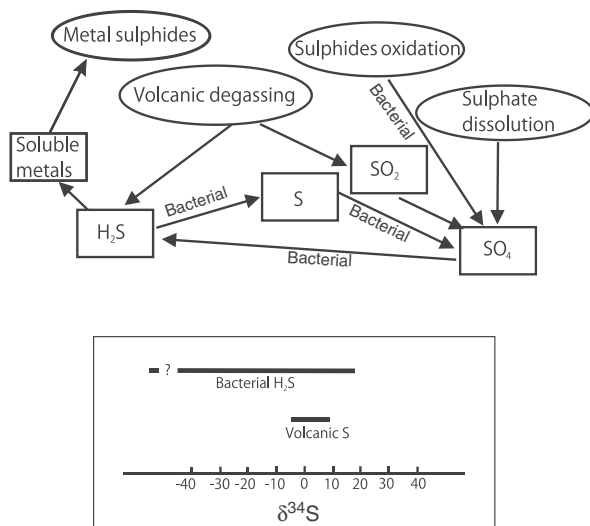 Metal sulphides
Sulphides oxidation
Volcanic degassing
Bacterial
Sulphate
dissolution
Soluble
metals
SO₂
Bacterial
S
H₂S
Bacterial
SO₄
Bacterial
?
Bacterial H₂S
Volcanic S
-40 -30 -20 -10 0 10 20 30 40
δ³⁴S